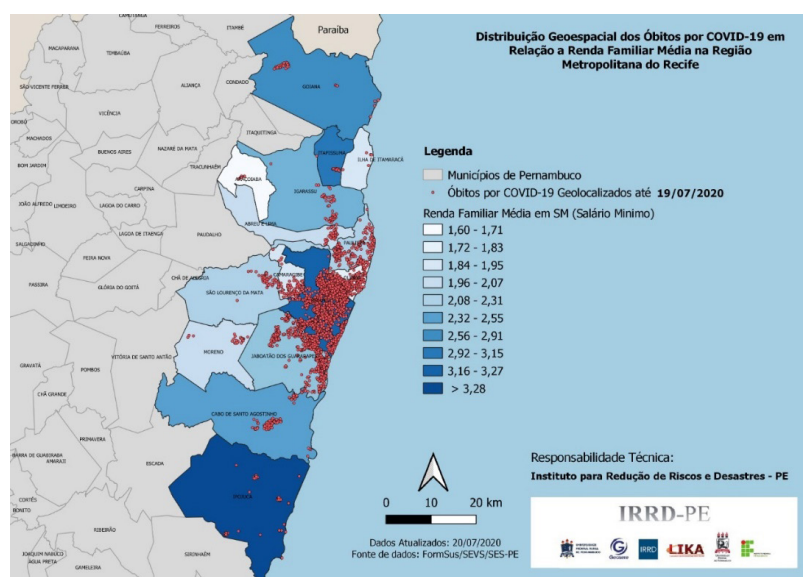 Distribuição Geoespacial dos Óbitos por COVID-19 em
Relação a Renda Familiar Média na Região
Metropolitana do Recife
Paraíba
CAMUTANGA
FERREIROS
ITAMBÉ
MACAPARANA
TIMBAÚBA
SÃO VICENTE FERRER
ALIANÇA
CONDADO
GOIANA
VICÊNCIA
OROBÓ
ITAQUITINGA
MACHADOS
BUENOS AIRES
NAZARÉ DA MATA
ITAPISSUMA
ILHA DE ITAMARACÁ
BOM JARDIM
TRACUNHAÉM
ARAÇOIABA
IGARASSU
CARPINA
JOÃO ALFREDO
LIMOEIRO
LAGOA DO CARRO
ABREU E LIMA
LAGOA DE ITAENGA
PAUDALHO
PAULISTA
SALGADINHO
FEIRA NOVA
CHÃ DE ALEGRIA
CAMARAGIBE
PASSIRA
GLÓRIA DO GOITÁ
SÃO LOURENÇO DA MATA
MORENO
JABOATÃO DOS GUARARAPES
VITÓRIA DE SANTO ANTÃO
GRAVATÁ
POMBOS
CHÃ GRANDE
CABO DE SANTO AGOSTINHO
PRIMAVERA
ESCADA
AMARAJI
IPOJUCA
CORTÊS
BONITO
RIBEIRÃO
SIRINHAÉM
JOAQUIM NABUCO
ÁGUA PRETA
GAMELEIRA
Legenda
Municípios de Pernambuco
Óbitos por COVID-19 Geolocalizados até 19/07/2020
Renda Familiar Média em SM (Salário Minimo)
1,60 - 1,71
1,72 - 1,83
1,84 - 1,95
1,96 - 2,07
2,08 - 2,31
2,32 - 2,55
2,56 - 2,91
2,92 - 3,15
3,16 - 3,27
> 3,28
0 10 20 km
Dados Atualizados: 20/07/2020
Fonte de dados: FormSus/SEVS/SES-PE
Responsabilidade Técnica:
Instituto para Redução de Riscos e Desastres - PE
IRRD-PE
IRRD
LIKA